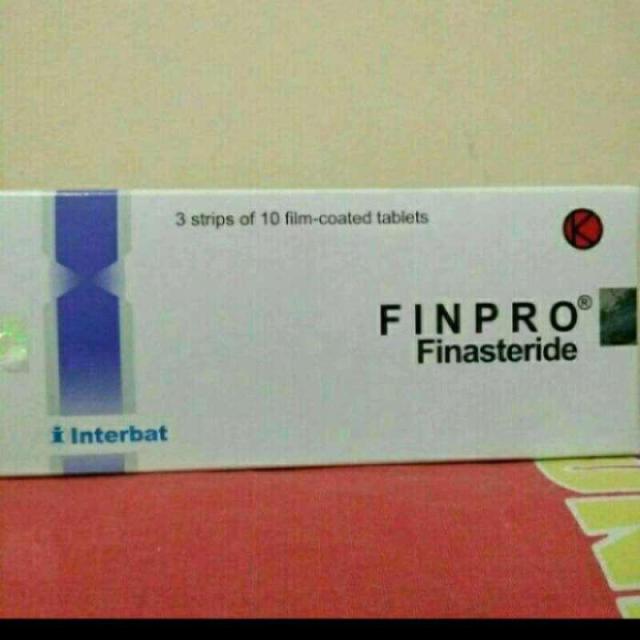 3 strips of 10 film-coated tablets
K
FINPRO®
Finasteride
Interbat